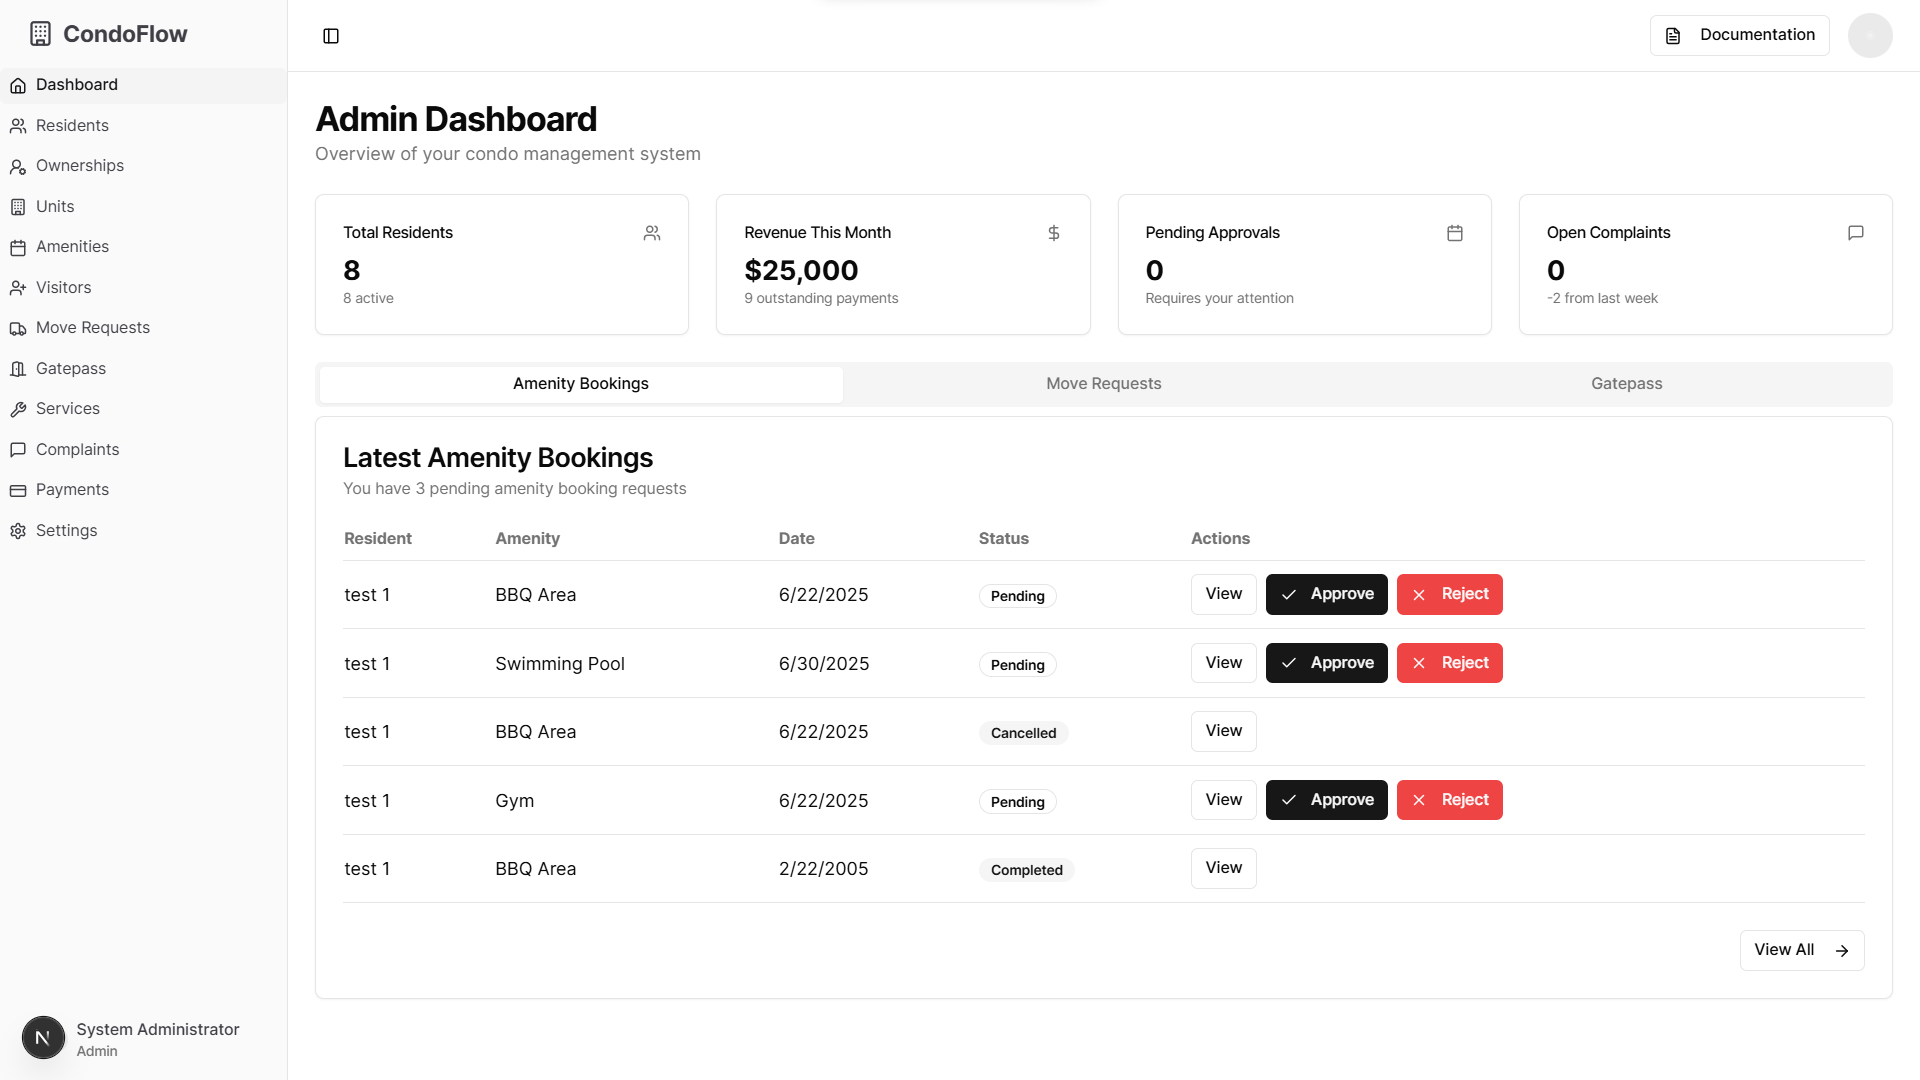 CondoFlow
Documentation
Dashboard
Residents
Ownerships
Units
Amenities
Visitors
Move Requests
Gatepass
Services
Complaints
Payments
Settings
N
System Administrator
Admin
Admin Dashboard
Overview of your condo management system
Total Residents
8
8 active
Revenue This Month
$25,000
9 outstanding payments
Pending Approvals
0
Requires your attention
Open Complaints
0
-2 from last week
Amenity Bookings Move Requests Gatepass
Latest Amenity Bookings
You have 3 pending amenity booking requests
Resident Amenity Date Status Actions
test 1 BBQ Area 6/22/2025 Pending View Approve Reject
test 1 Swimming Pool 6/30/2025 Pending View Approve Reject
test 1 BBQ Area 6/22/2025 Cancelled View
test 1 Gym 6/22/2025 Pending View Approve Reject
test 1 BBQ Area 2/22/2005 Completed View
View All